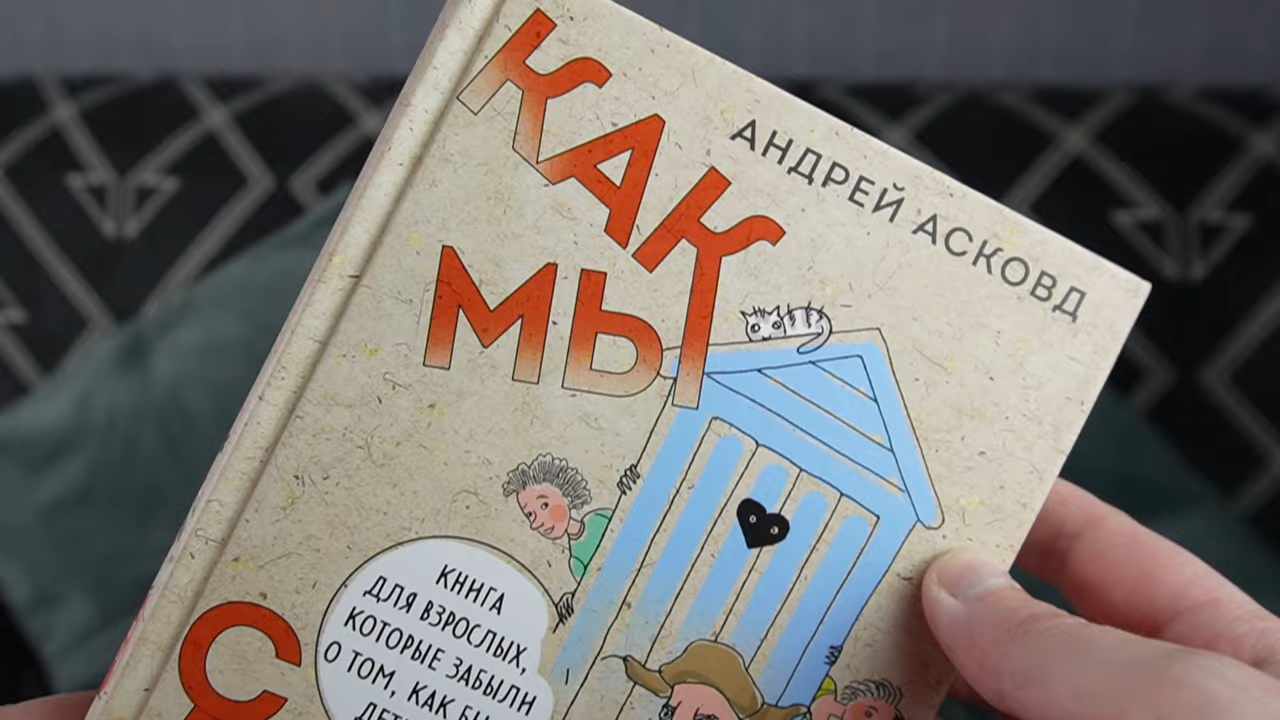 АНДРЕЙ АСКОВД
КАК
МЫ
КНИГА
ДЛЯ ВЗРОСЛЫХ,
КОТОРЫЕ ЗАБЫЛИ
О ТОМ, КАК